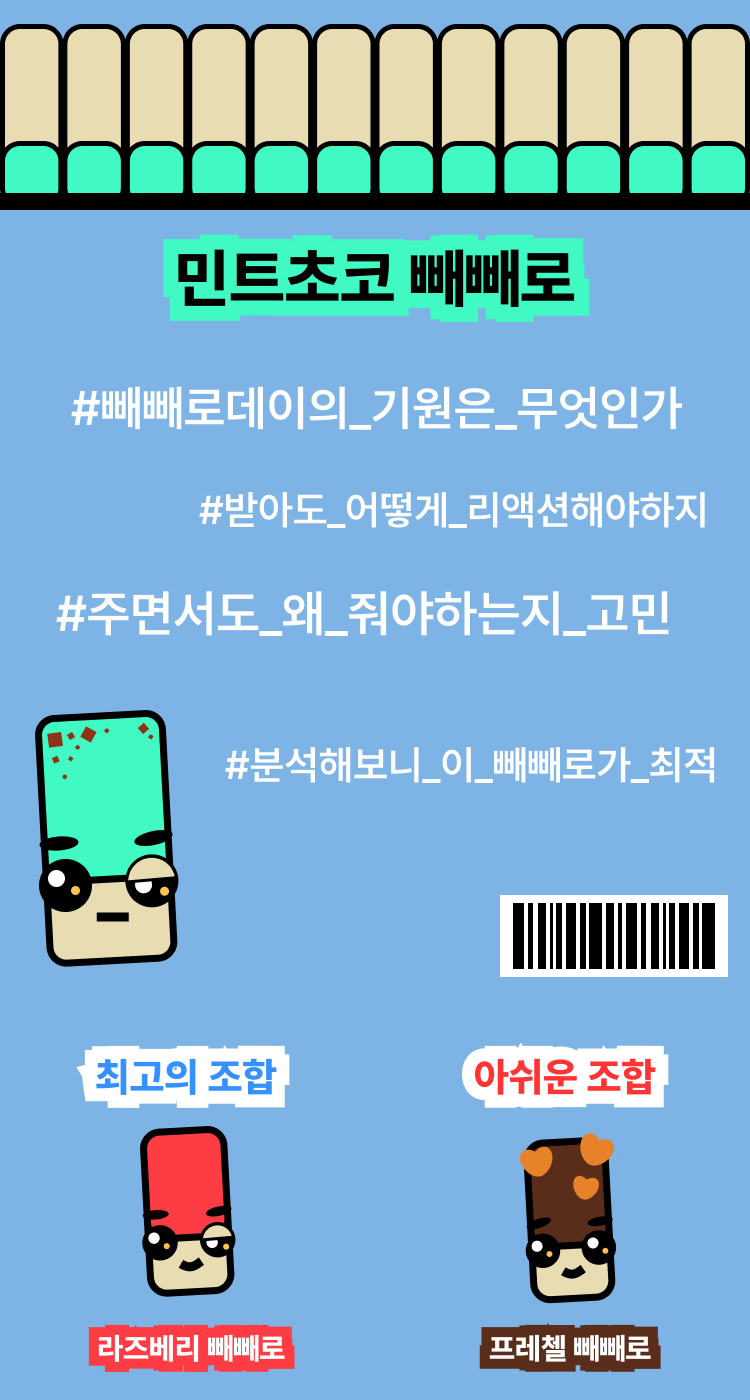 민트초코 빼빼로
#빼빼로데이의_기원은_무엇인가
#받아도_어떻게_리액션해야하지
#주면서도_왜_줘야하는지_고민
#분석해보니_이_빼빼로가_최적
최고의 조합
아쉬운 조합
라즈베리 빼빼로
프레첼 빼빼로